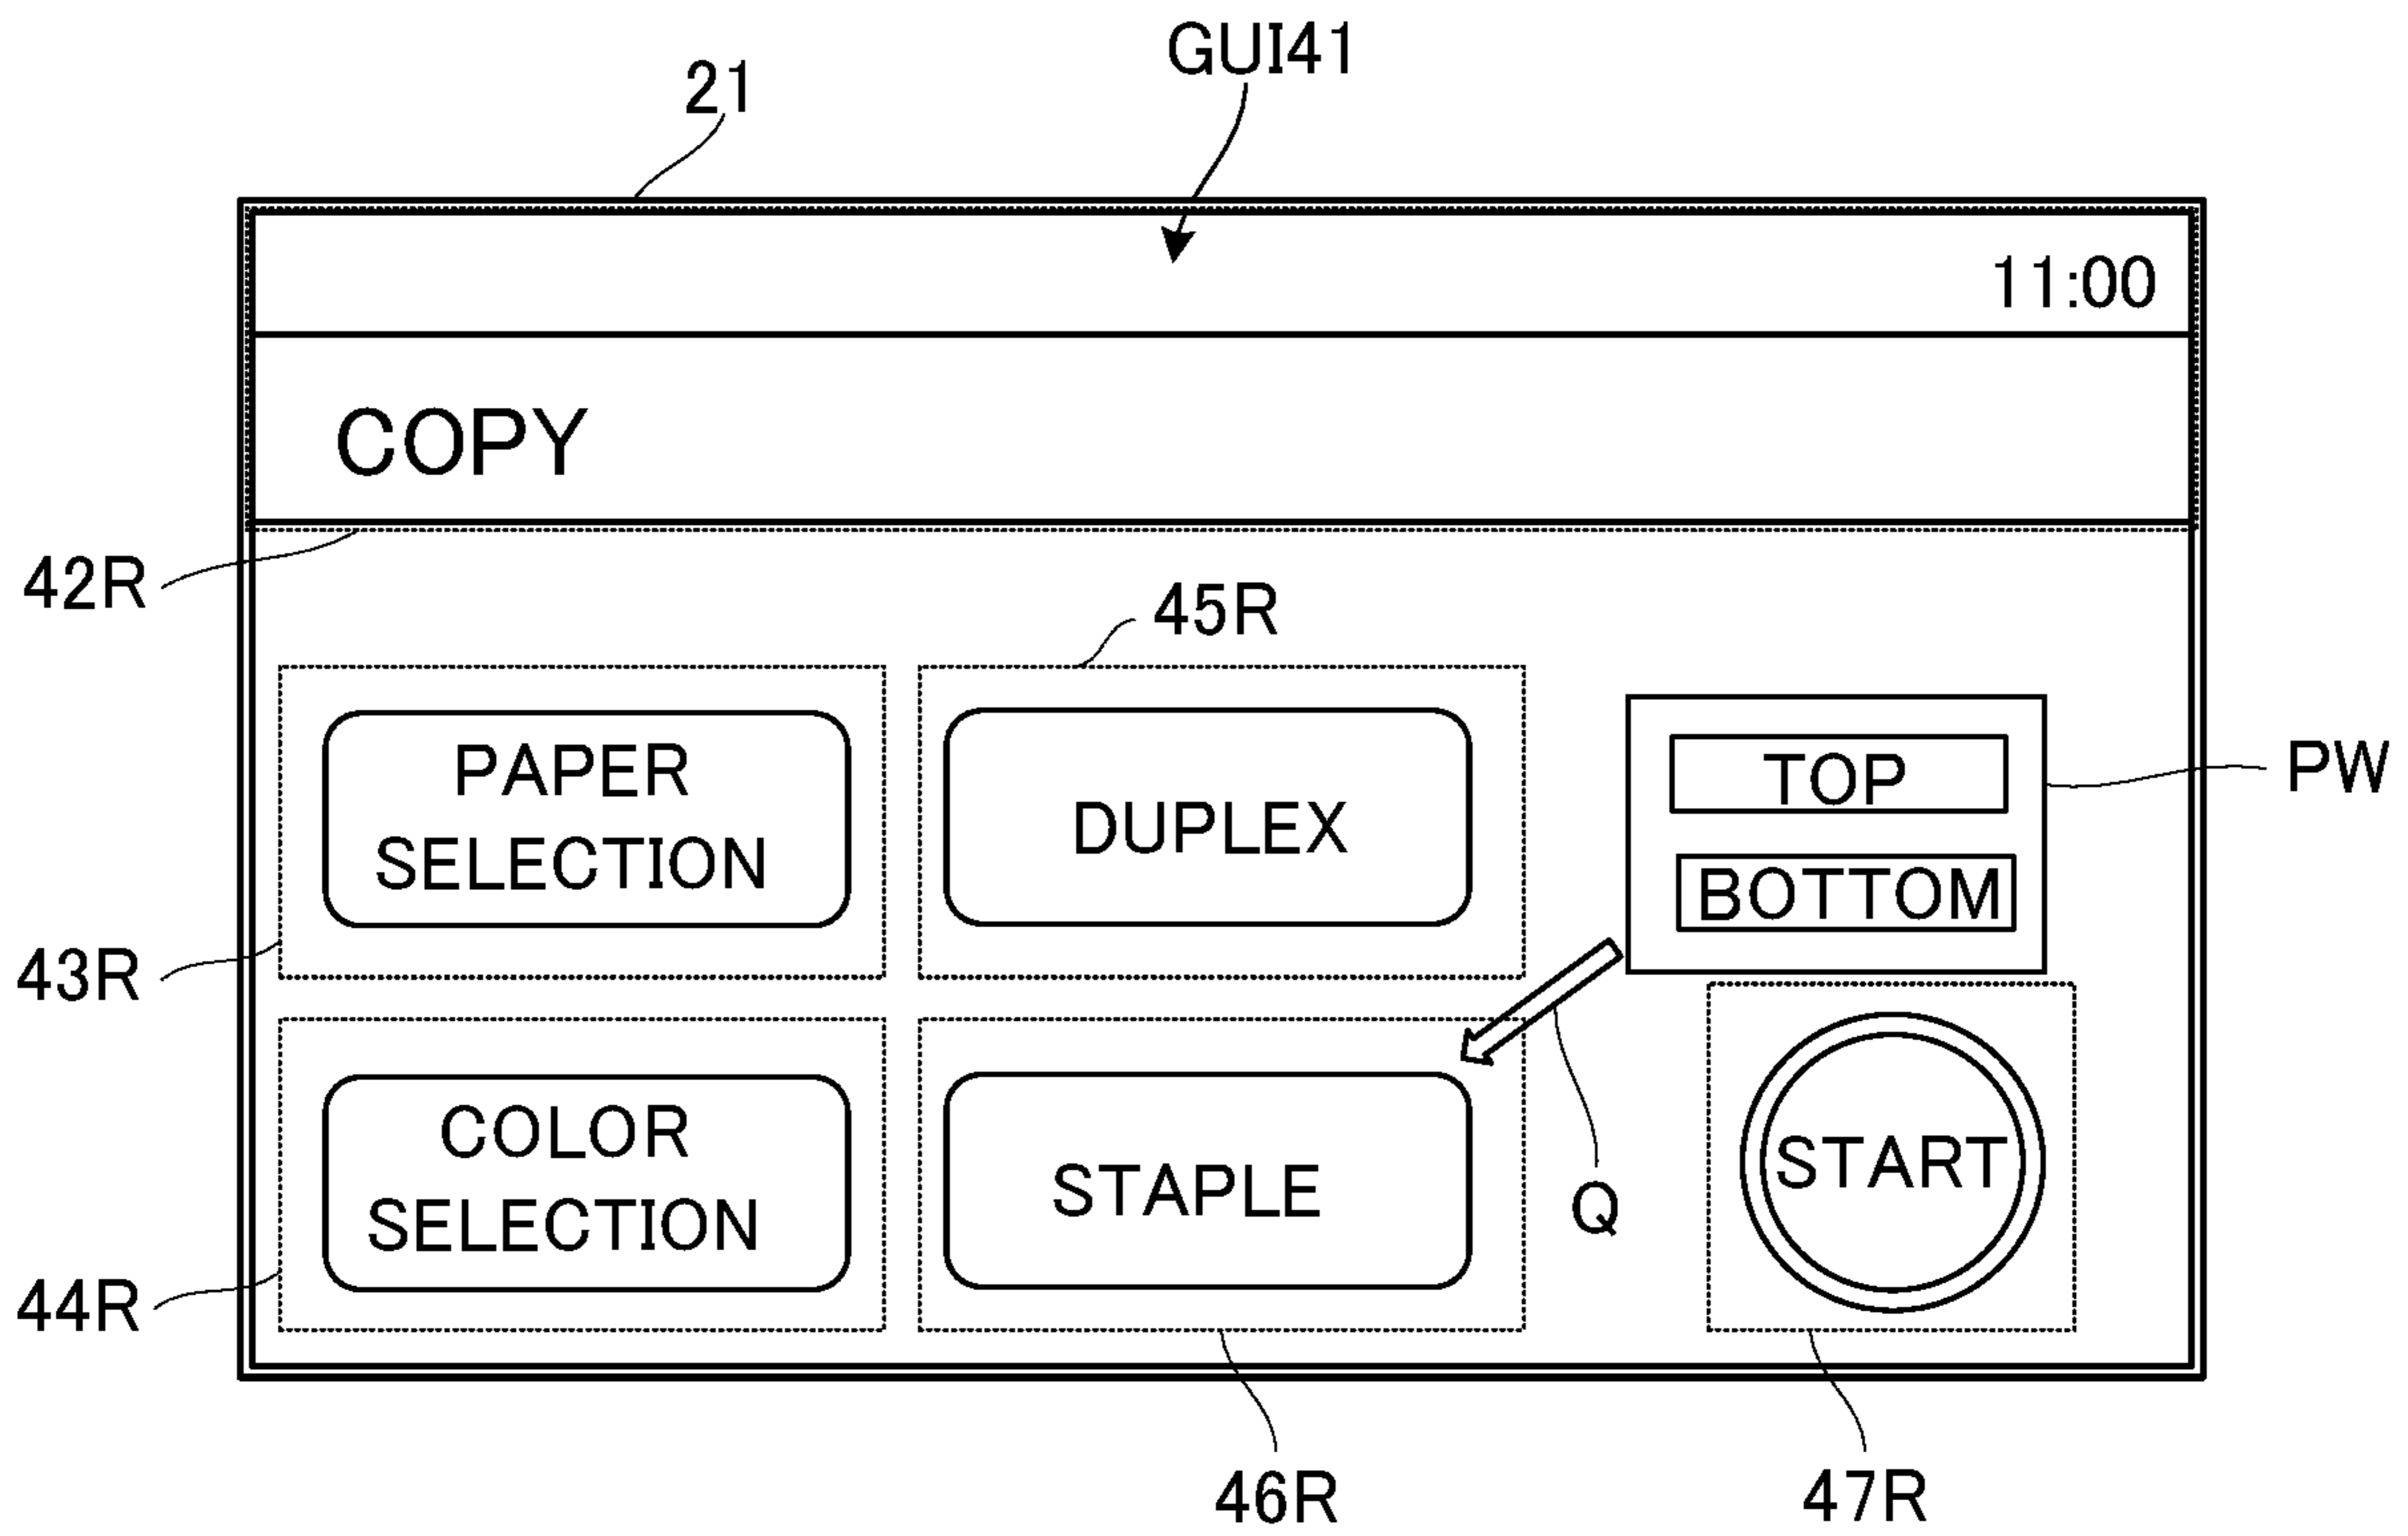 GUI41
21
11:00
COPY
42R
45R
PAPER
SELECTION
DUPLEX
TOP
BOTTOM
PW
43R
COLOR
SELECTION
STAPLE
Q
START
44R
46R
47R